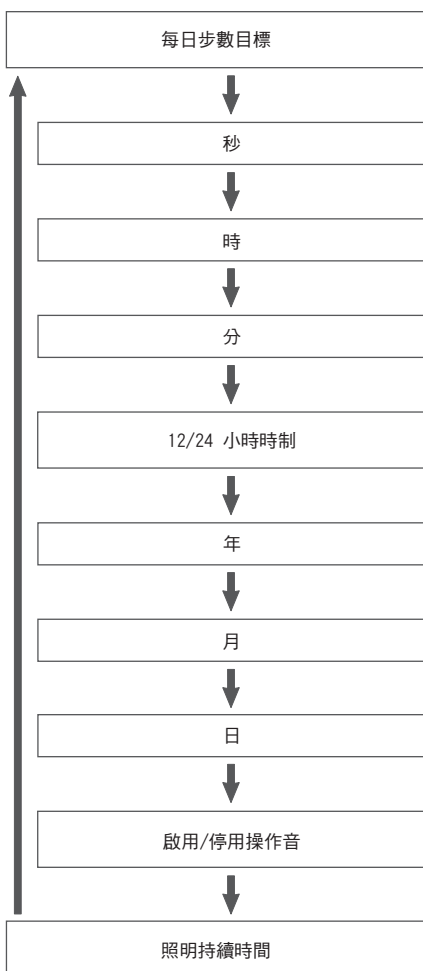 每日步數目標
秒
時
分
12/24 小時時制
年
月
日
啟用/停用操作音
照明持續時間